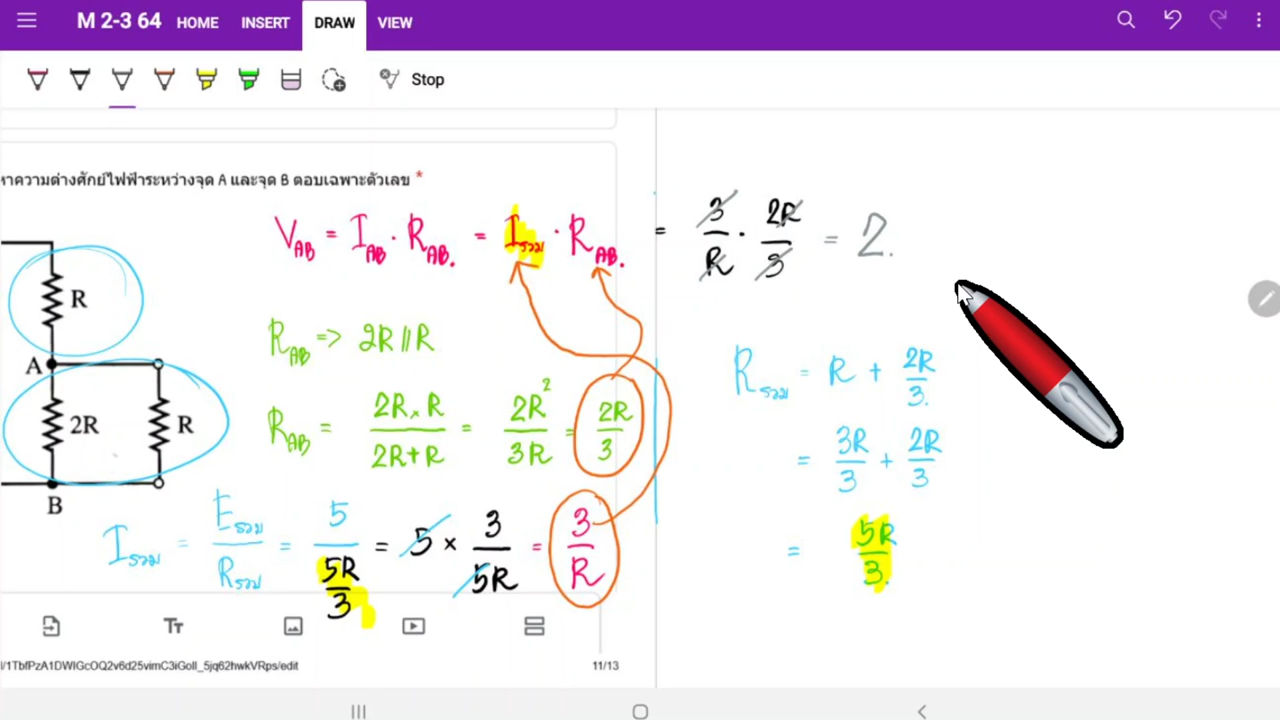 M 2-3 64 HOME INSERT DRAW VIEW
Stop
หาความต่างศักย์ไฟฟ้าระหว่างจุด A และจุด B ตอบเฉพาะตัวเลข *
V_AB = I_AB · R_AB. = I_รวม · R_AB. = 3/R · 2R/3 = 2.
R
A
2R
R
B
R_AB => 2R // R
R_AB = 2R × R / 2R + R = 2R² / 3R = 2R/3
I_รวม = E_รวม / R_รวม = 5 / 5R/3 = 5 × 3/5R = 3/R
R_รวม = R + 2R/3.
= 3R/3 + 2R/3
= 5R/3.
Tт
/1TbfPzA1DWIGcOQ2v6d25vimC3iGoII_5jq62hwkVRps/edit
11/13